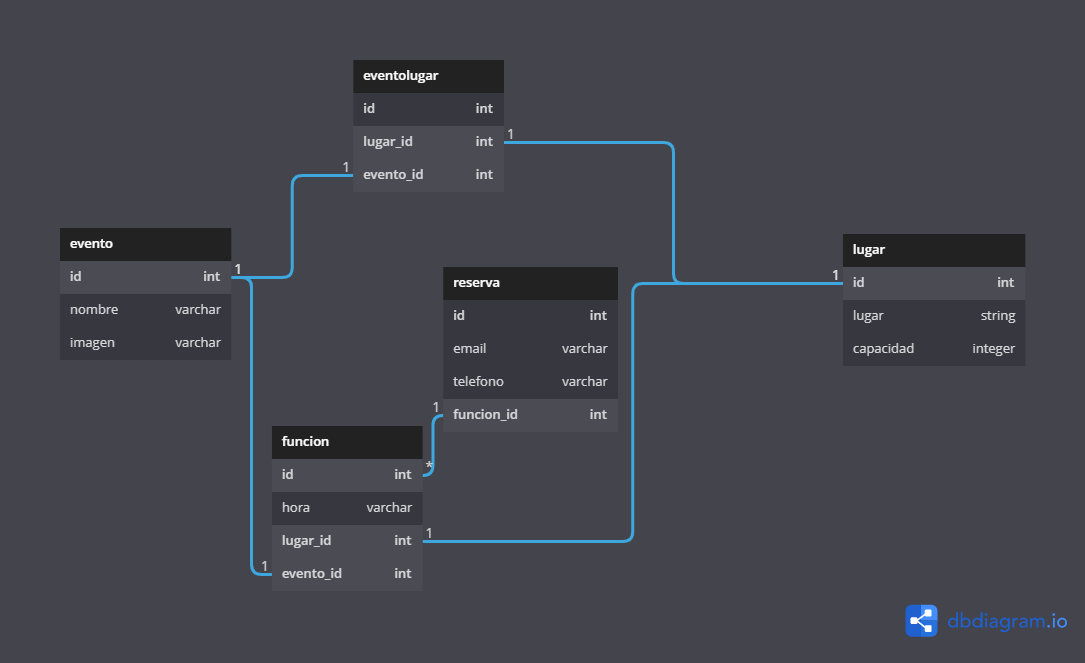 eventolugar
id int
lugar_id int
1
1
evento_id int
evento
id int
1
nombre varchar
imagen varchar
lugar
1
id int
lugar string
capacidad integer
reserva
id int
email varchar
telefono varchar
1
funcion_id int
funcion
id int
*
hora varchar
lugar_id int
1
1
evento_id int
dbdiagram.io